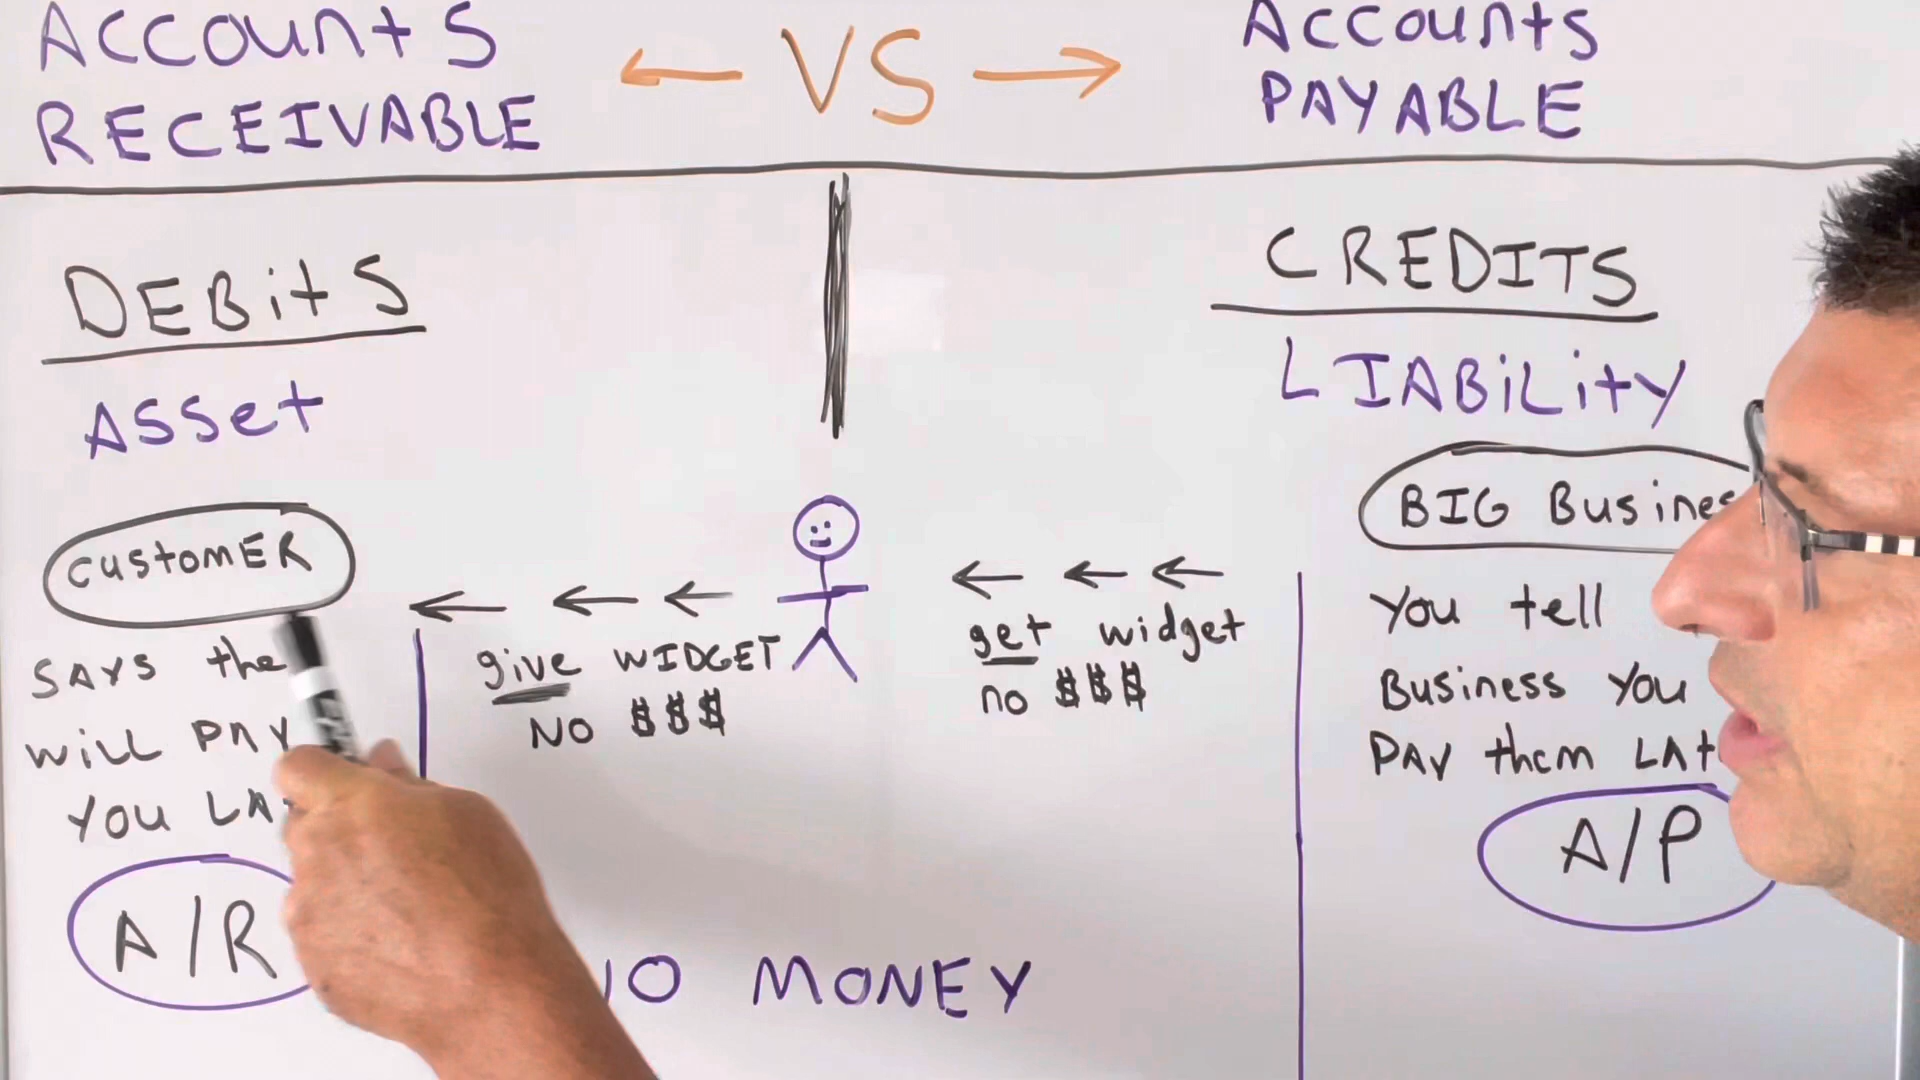 Accounts
RECEIVABLE
← VS →
Accounts
PAYABLE
DEBitS
Asset
customER
SAYS the
will PAY
you
A/R
give WIDGET
NO $$$
get widget
no $$$
NO MONEY
CREDITS
LIABiLity
BIG
You tell
Business You
PAY them
A/P